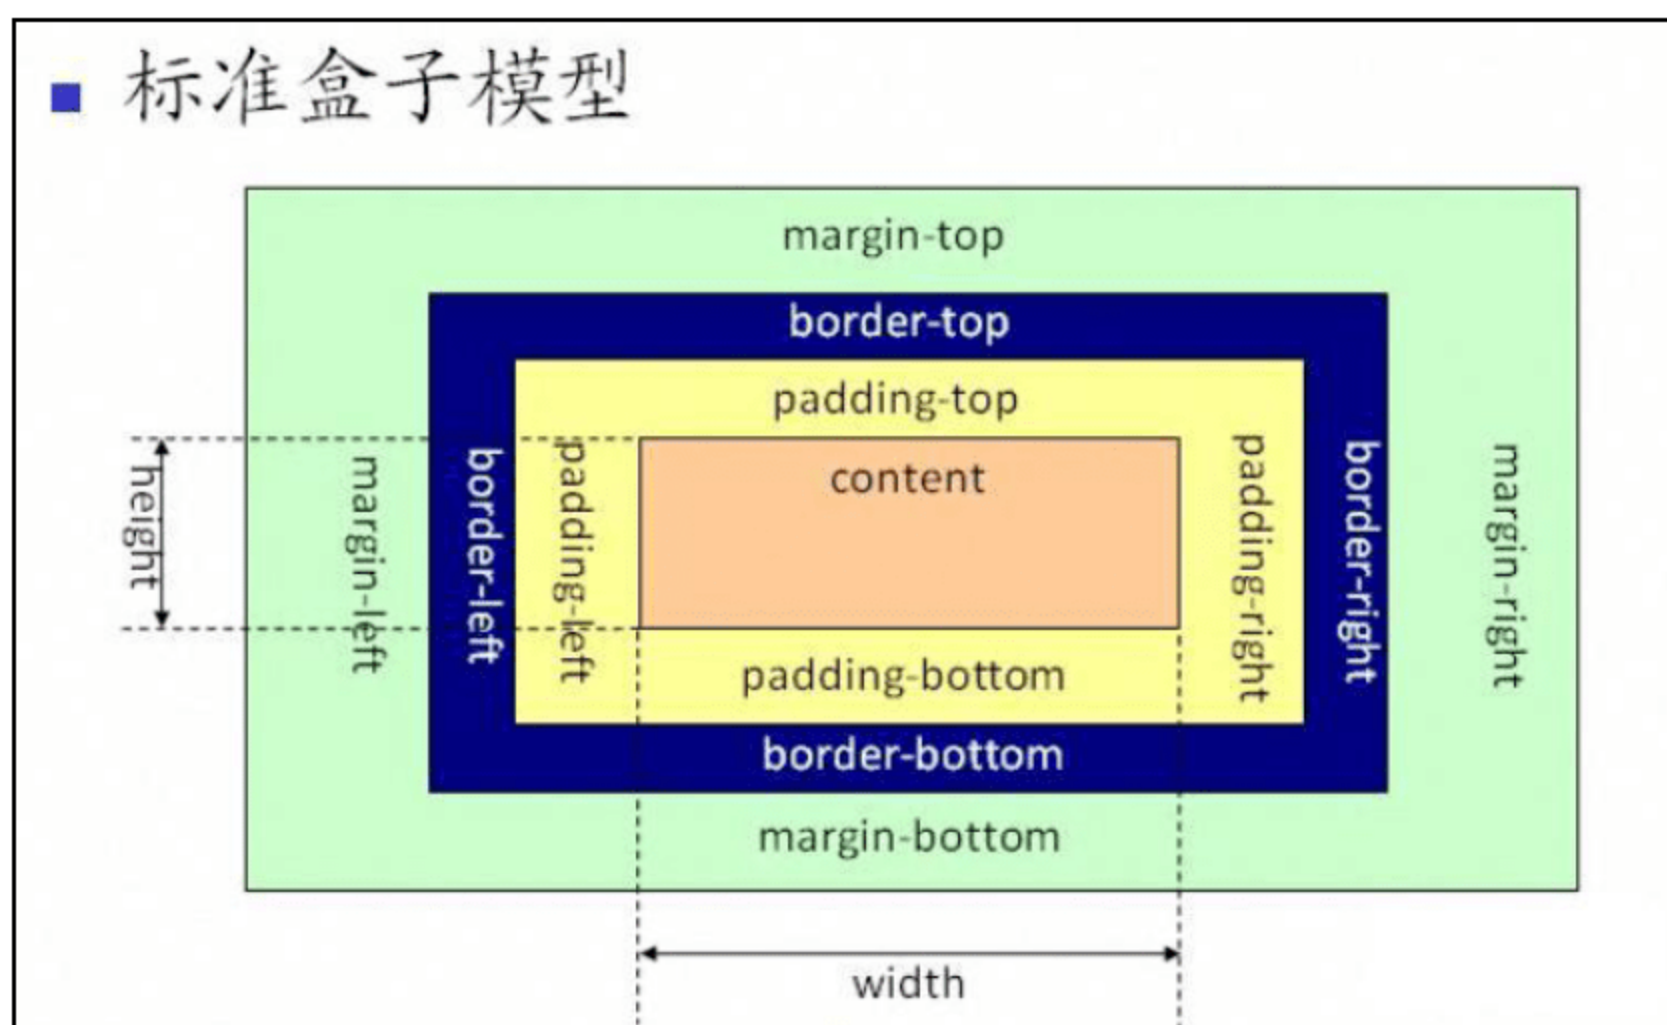 标准盒子模型
margin-top
border-top
padding-top
height
margin-left
border-left
padding-left
content
padding-right
border-right
margin-right
padding-bottom
border-bottom
margin-bottom
width